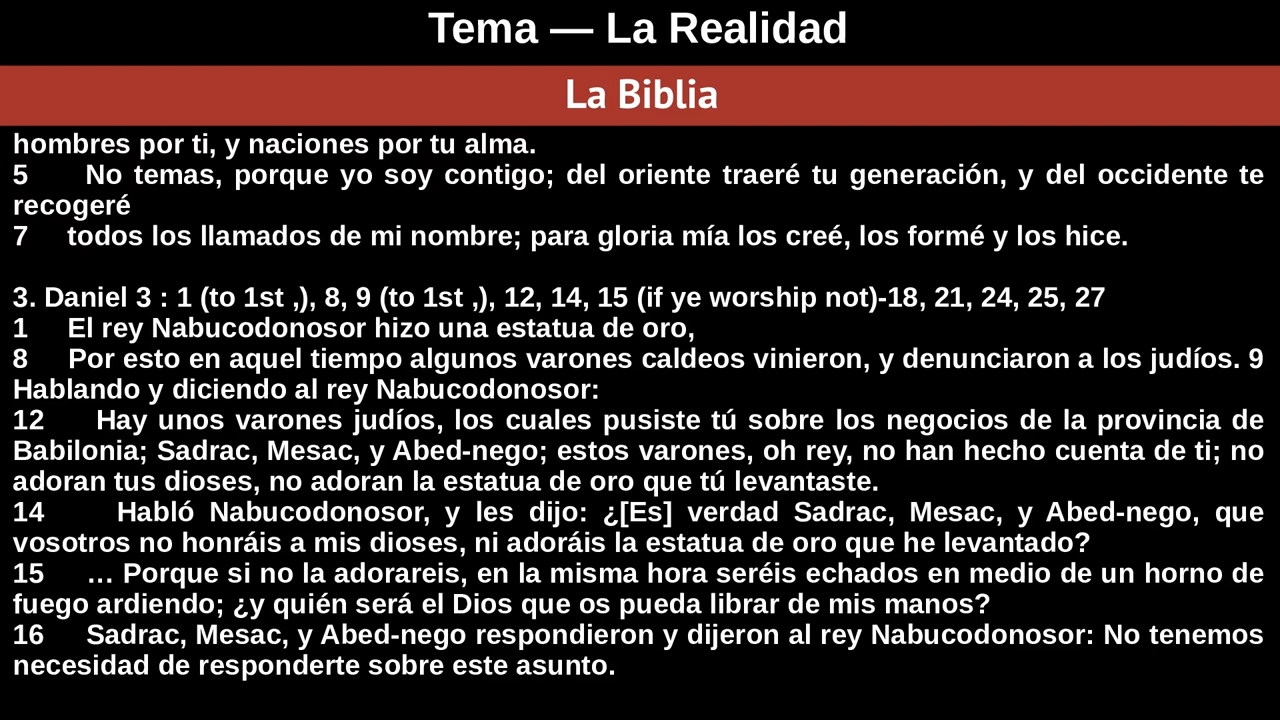 Tema — La Realidad
La Biblia
hombres por ti, y naciones por tu alma.
5 No temas, porque yo soy contigo; del oriente traeré tu generación, y del occidente te
recogeré
7 todos los llamados de mi nombre; para gloria mía los creé, los formé y los hice.
3. Daniel 3 : 1 (to 1st ,), 8, 9 (to 1st ,), 12, 14, 15 (if ye worship not)-18, 21, 24, 25, 27
1 El rey Nabucodonosor hizo una estatua de oro,
8 Por esto en aquel tiempo algunos varones caldeos vinieron, y denunciaron a los judíos. 9
Hablando y diciendo al rey Nabucodonosor:
12 Hay unos varones judíos, los cuales pusiste tú sobre los negocios de la provincia de
Babilonia; Sadrac, Mesac, y Abed-nego; estos varones, oh rey, no han hecho cuenta de ti; no
adoran tus dioses, no adoran la estatua de oro que tú levantaste.
14 Habló Nabucodonosor, y les dijo: ¿[Es] verdad Sadrac, Mesac, y Abed-nego, que
vosotros no honráis a mis dioses, ni adoráis la estatua de oro que he levantado?
15 … Porque si no la adorareis, en la misma hora seréis echados en medio de un horno de
fuego ardiendo; ¿y quién será el Dios que os pueda librar de mis manos?
16 Sadrac, Mesac, y Abed-nego respondieron y dijeron al rey Nabucodonosor: No tenemos
necesidad de responderte sobre este asunto.